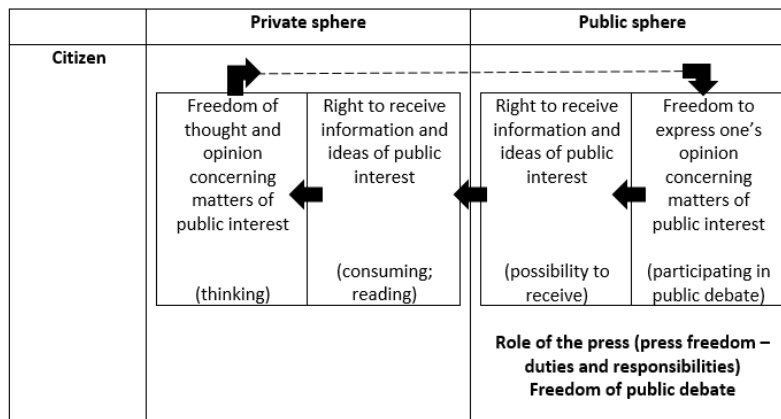 Private sphere
Public sphere
Citizen
Freedom of
thought and
opinion
concerning
matters of
public interest
(thinking)
Right to receive
information and
ideas of public
interest
(consuming;
reading)
Right to receive
information and
ideas of public
interest
(possibility to
receive)
Freedom to
express one’s
opinion
concerning
matters of
public interest
(participating in
public debate)
Role of the press (press freedom –
duties and responsibilities)
Freedom of public debate